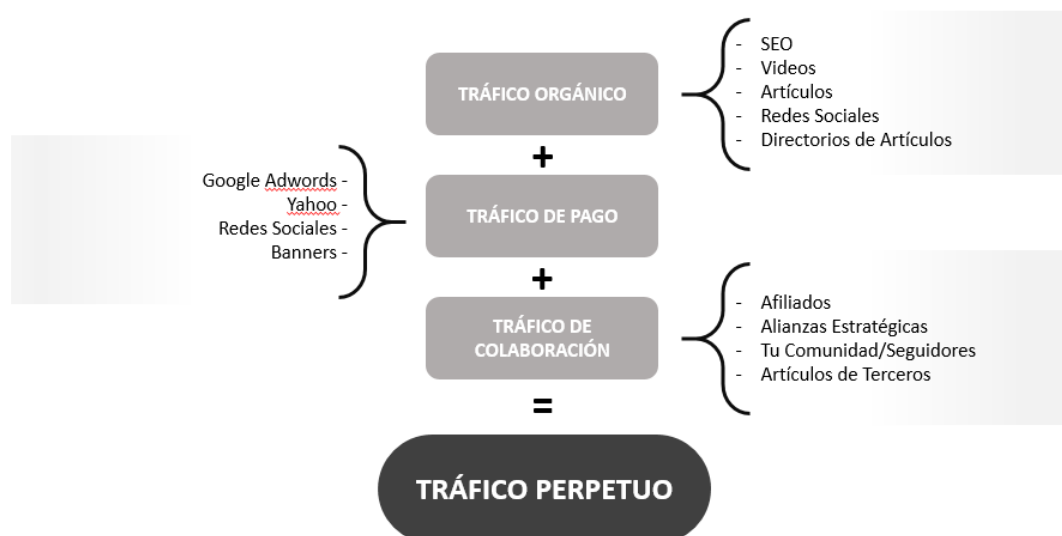 TRÁFICO ORGÁNICO
- SEO
- Videos
- Artículos
- Redes Sociales
- Directorios de Artículos
+
Google Adwords -
Yahoo -
Redes Sociales -
Banners -
TRÁFICO DE PAGO
+
TRÁFICO DE
COLABORACIÓN
- Afiliados
- Alianzas Estratégicas
- Tu Comunidad/Seguidores
- Artículos de Terceros
=
TRÁFICO PERPETUO